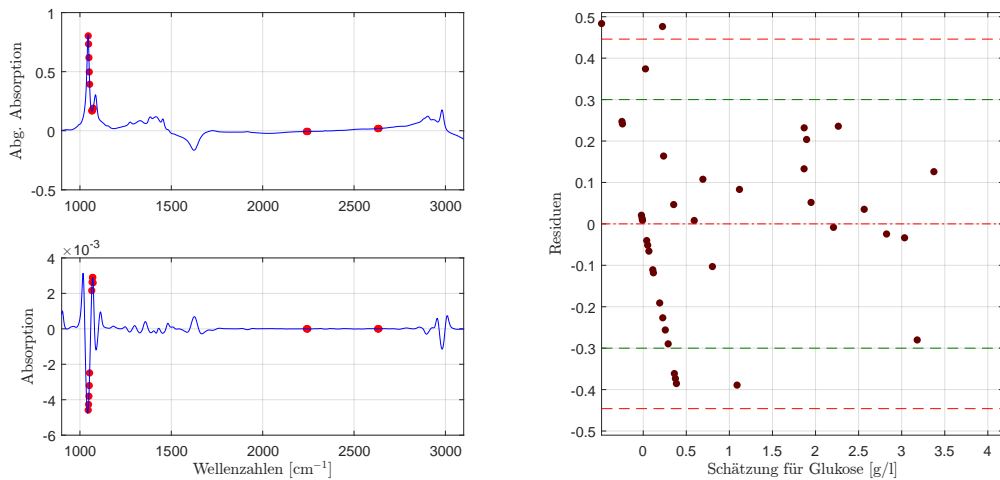 1
0.5
0
-0.5
1000 1500 2000 2500 3000
Abg. Absorption
×10⁻³
4
2
0
-2
-4
-6
1000 1500 2000 2500 3000
Absorption
Wellenzahlen [cm⁻¹]
0.5
0.4
0.3
0.2
0.1
0
-0.1
-0.2
-0.3
-0.4
-0.5
0 0.5 1 1.5 2 2.5 3 3.5 4
Residuen
Schätzung für Glukose [g/l]